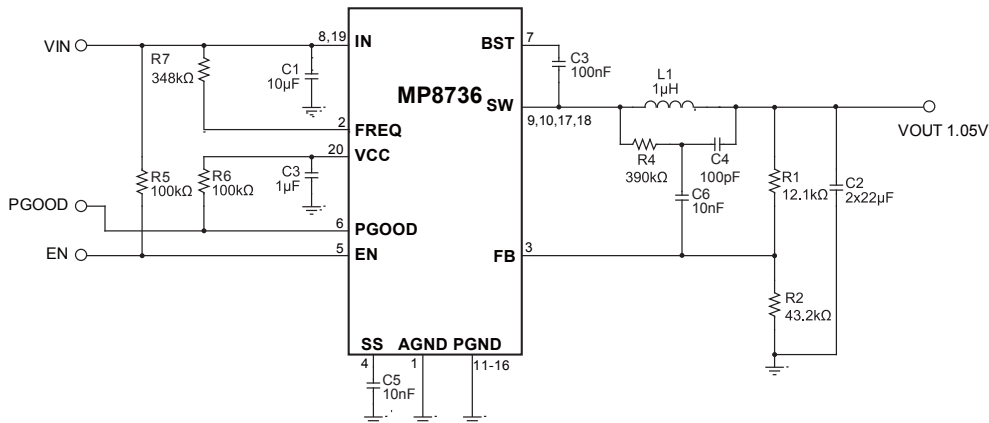 VIN
8,19
IN
R7
348kΩ
C1
10µF
2
FREQ
20
VCC
R5
100kΩ
R6
100kΩ
C3
1µF
PGOOD
6
PGOOD
EN
5
EN
MP8736
BST
7
C3
100nF
SW
9,10,17,18
L1
1µH
R4
390kΩ
C4
100pF
C6
10nF
R1
12.1kΩ
C2
2x22µF
VOUT 1.05V
FB
3
R2
43.2kΩ
SS
AGND
PGND
4
1
11-16
C5
10nF